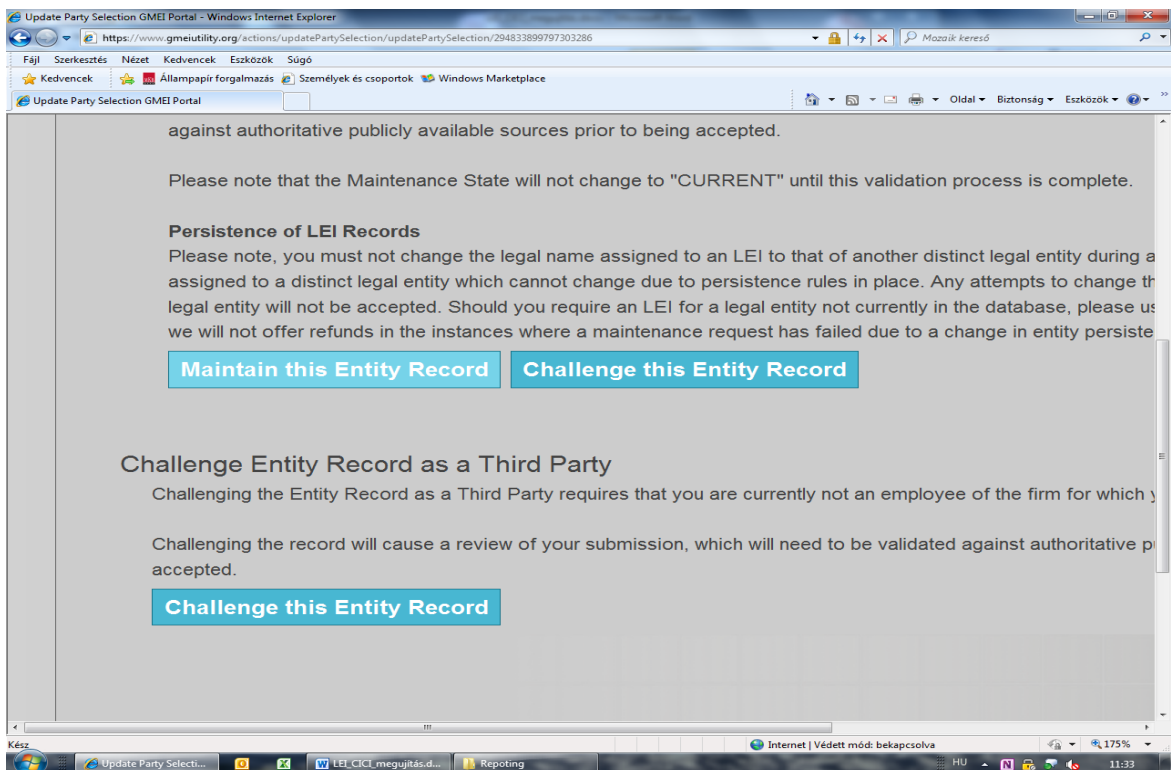 Update Party Selection GMEI Portal - Windows Internet Explorer
https://www.gmeiutility.org/actions/updatePartySelection/updatePartySelection/294833899797303286
Mozaik kereső
Fájl Szerkesztés Nézet Kedvencek Eszközök Súgó
Kedvencek Állampapír forgalmazás Személyek és csoportok Windows Marketplace
Update Party Selection GMEI Portal
Oldal Biztonság Eszközök
against authoritative publicly available sources prior to being accepted.
Please note that the Maintenance State will not change to "CURRENT" until this validation process is complete.
Persistence of LEI Records
Please note, you must not change the legal name assigned to an LEI to that of another distinct legal entity during a
assigned to a distinct legal entity which cannot change due to persistence rules in place. Any attempts to change th
legal entity will not be accepted. Should you require an LEI for a legal entity not currently in the database, please us
we will not offer refunds in the instances where a maintenance request has failed due to a change in entity persiste
Maintain this Entity Record Challenge this Entity Record
Challenge Entity Record as a Third Party
Challenging the Entity Record as a Third Party requires that you are currently not an employee of the firm for which y
Challenging the record will cause a review of your submission, which will need to be validated against authoritative pu
accepted.
Challenge this Entity Record
Kész
Internet | Védett mód: bekapcsolva
175%
Update Party Selecti...
LEI_CICI_megujítás.d...
Repoting
HU
11:33